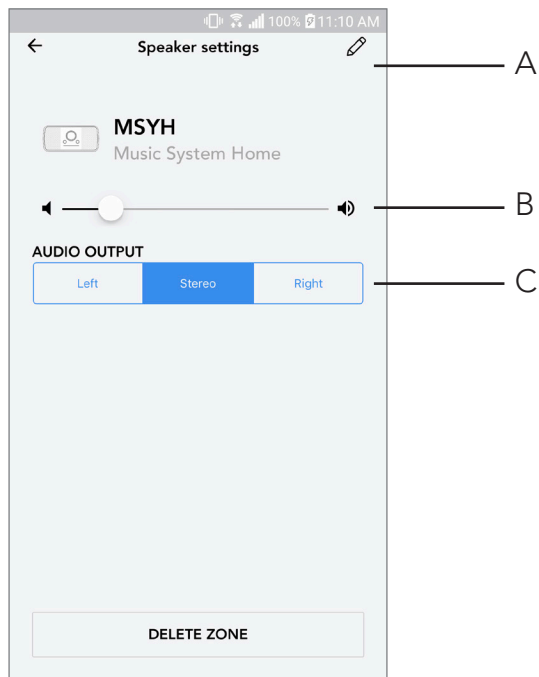 100% 11:10 AM
Speaker settings
A
MSYH
Music System Home
B
AUDIO OUTPUT
Left Stereo Right
C
DELETE ZONE